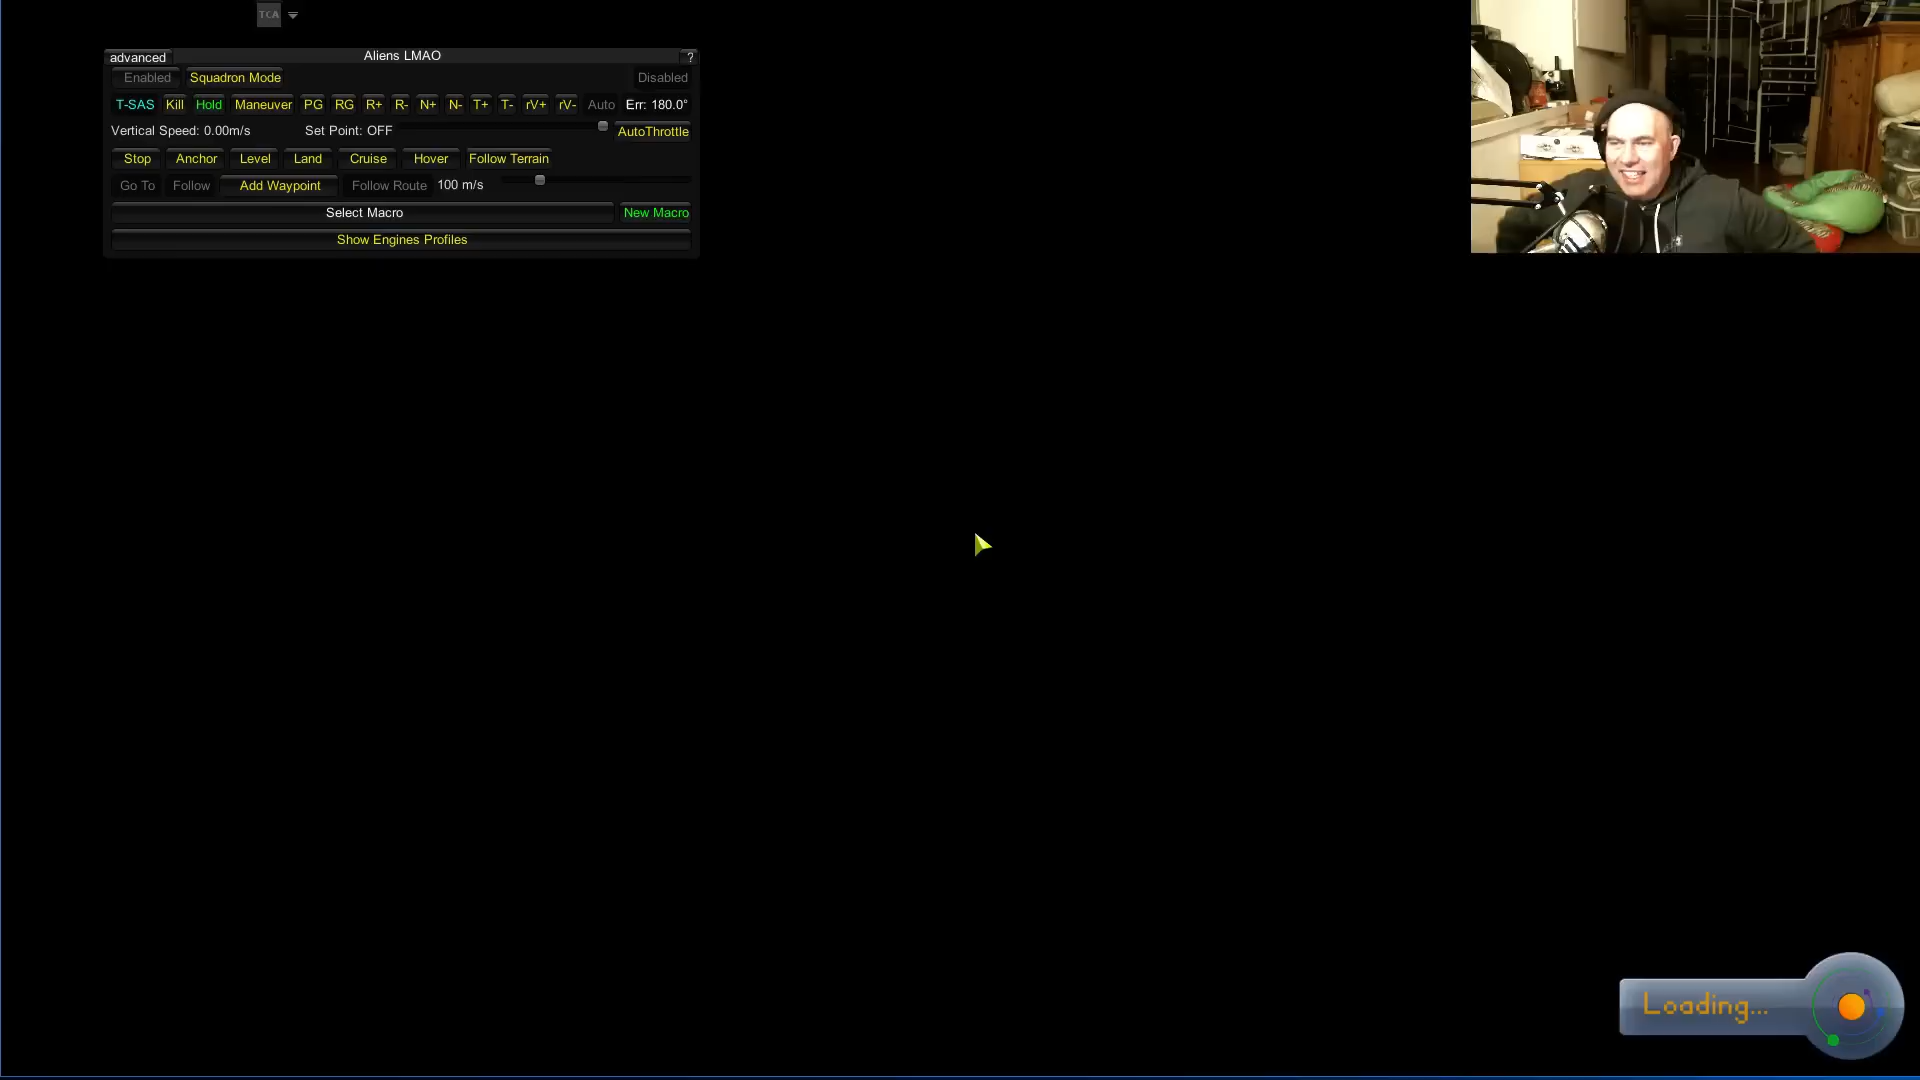 TCA
advanced Aliens LMAO ?
Enabled Squadron Mode Disabled
T-SAS Kill Hold Maneuver PG RG R+ R- N+ N- T+ T- rV+ rV- Auto Err: 180.0°
Vertical Speed: 0.00m/s Set Point: OFF AutoThrottle
Stop Anchor Level Land Cruise Hover Follow Terrain
Go To Follow Add Waypoint Follow Route 100 m/s
Select Macro New Macro
Show Engines Profiles
Loading...